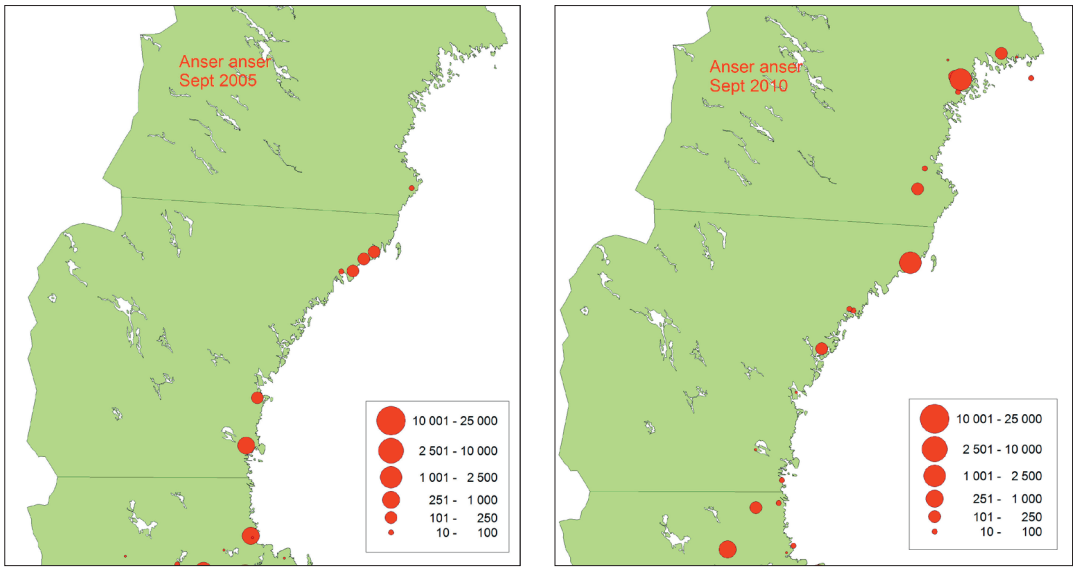 Anser anser
Sept 2005
10 001 - 25 000
2 501 - 10 000
1 001 - 2 500
251 - 1 000
101 - 250
10 - 100
Anser anser
Sept 2010
10 001 - 25 000
2 501 - 10 000
1 001 - 2 500
251 - 1 000
101 - 250
10 - 100